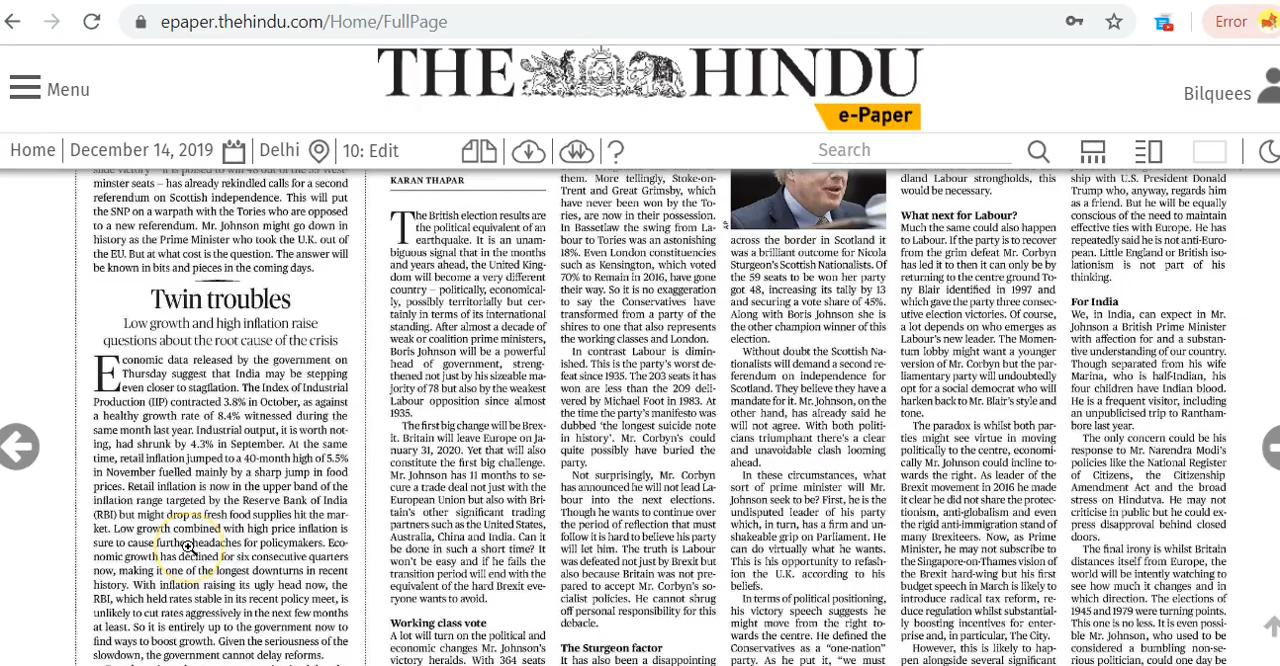 epaper.thehindu.com/Home/FullPage
Error
Menu
THE HINDU
e-Paper
Bilquees
Home
December 14, 2019
Delhi
10: Edit
?
Search
minster seats – has already rekindled calls for a second
referendum on Scottish independence. This will put
the SNP on a warpath with the Tories who are opposed
to a new referendum. Mr. Johnson might go down in
history as the Prime Minister who took the U.K. out of
the EU. But at what cost is the question. The answer will
be known in bits and pieces in the coming days.
Twin troubles
Low growth and high inflation raise
questions about the root cause of the crisis
Economic data released by the government on
Thursday suggest that India may be stepping
even closer to stagflation. The Index of Industrial
Production (IIP) contracted 3.8% in October, as against
a healthy growth rate of 8.4% witnessed during the
same month last year. Industrial output, it is worth not-
ing, had shrunk by 4.3% in September. At the same
time, retail inflation jumped to a 40-month high of 5.5%
in November fuelled mainly by a sharp jump in food
prices. Retail inflation is now in the upper band of the
inflation range targeted by the Reserve Bank of India
(RBI) but might drop as fresh food supplies hit the mar-
ket. Low growth combined with high price inflation is
sure to cause further headaches for policymakers. Eco-
nomic growth has declined for six consecutive quarters
now, making it one of the longest downturns in recent
history. With inflation raising its ugly head now, the
RBI, which held rates stable in its recent policy meet, is
unlikely to cut rates aggressively in the next few months
at least. So it is entirely up to the government now to
find ways to boost growth. Given the seriousness of the
slowdown, the government cannot delay reforms.
KARAN THAPAR
The British election results are
the political equivalent of an
earthquake. It is an unam-
biguous signal that in the months
and years ahead, the United King-
dom will become a very different
country – politically, economical-
ly, possibly territorially but cer-
tainly in terms of its international
standing. After almost a decade of
weak or coalition prime ministers,
Boris Johnson will be a powerful
head of government, streng-
thened not just by his sizeable ma-
jority of 78 but also by the weakest
Labour opposition since almost
1935.
The first big change will be Brex-
it. Britain will leave Europe on Ja-
nuary 31, 2020. Yet that will also
constitute the first big challenge.
Mr. Johnson has 11 months to se-
cure a trade deal not just with the
European Union but also with Bri-
tain's other significant trading
partners such as the United States,
Australia, China and India. Can it
be done in such a short time? It
won't be easy and if he fails the
transition period will end with the
equivalent of the hard Brexit eve-
ryone wants to avoid.
Working class vote
A lot will turn on the political and
economic changes Mr. Johnson's
victory heralds. With 364 seats
them. More tellingly, Stoke-on-
Trent and Great Grimsby, which
have never been won by the To-
ries, are now in their possession.
In Bassetlaw the swing from La-
bour to Tories was an astonishing
18%. Even London constituencies
such as Kensington, which voted
70% to Remain in 2016, have gone
their way. So it is no exaggeration
to say the Conservatives have
transformed from a party of the
shires to one that also represents
the working classes and London.
In contrast Labour is dimin-
ished. This is the party's worst de-
feat since 1935. The 203 seats it has
won are less than the 209 deli-
vered by Michael Foot in 1983. At
the time the party's manifesto was
dubbed 'the longest suicide note
in history'. Mr. Corbyn's could
quite possibly have buried the
party.
Not surprisingly, Mr. Corbyn
has announced he will not lead La-
bour into the next elections.
Though he wants to continue over
the period of reflection that must
follow it is hard to believe his party
will let him. The truth is Labour
was defeated not just by Brexit but
also because Britain was not pre-
pared to accept Mr. Corbyn's so-
cialist policies. He cannot shrug
off personal responsibility for this
debacle.
The Sturgeon factor
It has also been a disappointing
across the border in Scotland it
was a brilliant outcome for Nicola
Sturgeon's Scottish Nationalists. Of
the 59 seats to be won her party
got 48, increasing its tally by 13
and securing a vote share of 45%.
Along with Boris Johnson she is
the other champion winner of this
election.
Without doubt the Scottish Na-
tionalists will demand a second re-
ferendum on independence for
Scotland. They believe they have a
mandate for it. Mr. Johnson, on the
other hand, has already said he
will not agree. With both politi-
cians triumphant there's a clear
and unavoidable clash looming
ahead.
In these circumstances, what
sort of prime minister will Mr.
Johnson seek to be? First, he is the
undisputed leader of his party
which, in turn, has a firm and un-
shakeable grip on Parliament. He
can do virtually what he wants.
This is his opportunity to refash-
ion the U.K. according to his
beliefs.
In terms of political positioning,
his victory speech suggests he
might move from the right to-
wards the centre. He defined the
Conservatives as a "one-nation"
party. As he put it, "we must
dland Labour strongholds, this
would be necessary.
What next for Labour?
Much the same could also happen
to Labour. If the party is to recover
from the grim defeat Mr. Corbyn
has led it to then it can only be by
returning to the centre ground To-
ny Blair identified in 1997 and
which gave the party three consec-
utive election victories. Of course,
a lot depends on who emerges as
Labour's new leader. The Momen-
tum lobby might want a younger
version of Mr. Corbyn but the par-
liamentary party will undoubtedly
opt for a social democrat who will
harken back to Mr. Blair's style and
tone.
The paradox is whilst both par-
ties might see virtue in moving
politically to the centre, economi-
cally Mr. Johnson could incline to-
wards the right. As leader of the
Brexit movement in 2016 he made
it clear he did not share the protec-
tionism, anti-globalism and even
the rigid anti-immigration stand of
many Brexiteers. Now, as Prime
Minister, he may not subscribe to
the Singapore-on-Thames vision of
the Brexit hard-wing but his first
budget speech in March is likely to
introduce radical tax reform, re-
duce regulation whilst substantial-
ly boosting incentives for enter-
prise and, in particular, The City.
However, this is likely to hap-
pen alongside several significant
ship with U.S. President Donald
Trump who, anyway, regards him
as a friend. But he will be equally
conscious of the need to maintain
effective ties with Europe. He has
repeatedly said he is not anti-Euro-
pean. Little England or British iso-
lationism is not part of his
thinking.
For India
We, in India, can expect in Mr.
Johnson a British Prime Minister
with affection for and a substan-
tive understanding of our country.
Though separated from his wife
Marina, who is half-Indian, his
four children have Indian blood.
He is a frequent visitor, including
an unpublicised trip to Rantham-
bore last year.
The only concern could be his
response to Mr. Narendra Modi's
policies like the National Register
of Citizens, the Citizenship
Amendment Act and the broad
stress on Hindutva. He may not
criticise in public but he could ex-
press disapproval behind closed
doors.
The final irony is whilst Britain
distances itself from Europe, the
world will be intently watching to
see how much it changes and in
which direction. The elections of
1945 and 1979 were turning points.
This one is no less. It is even possi-
ble Mr. Johnson, who used to be
considered a bumbling non-se-
rious political, could one be